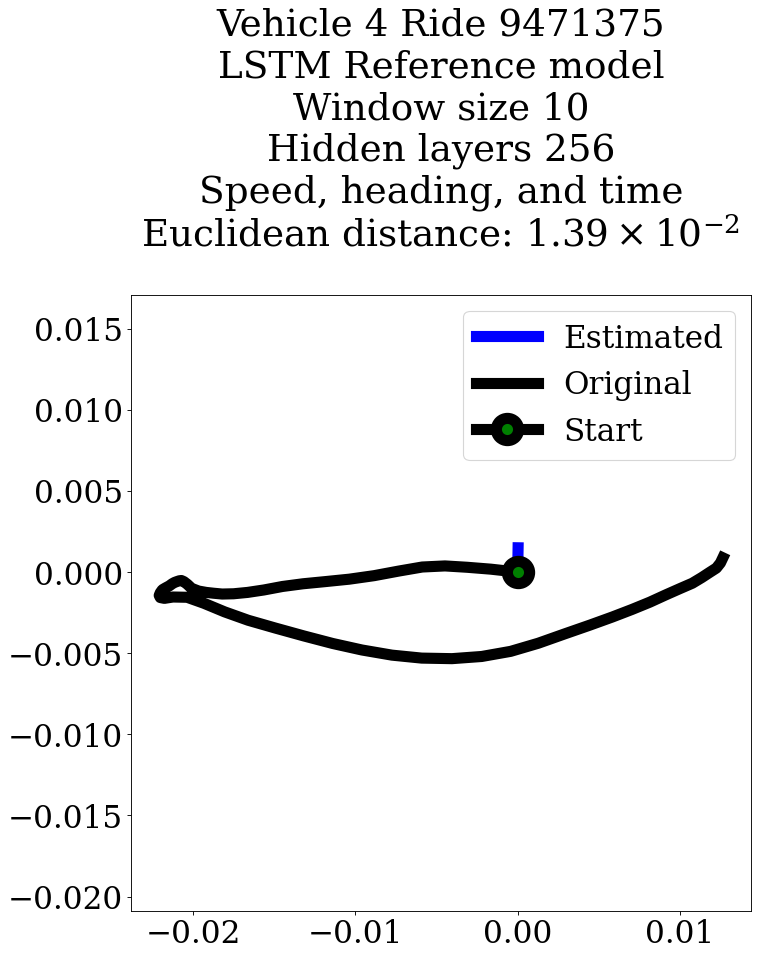 Vehicle 4 Ride 9471375
LSTM Reference model
Window size 10
Hidden layers 256
Speed, heading, and time
Euclidean distance: 1.39 × 10⁻²
Estimated
Original
Start
0.015
0.010
0.005
0.000
−0.005
−0.010
−0.015
−0.020
−0.02
−0.01
0.00
0.01